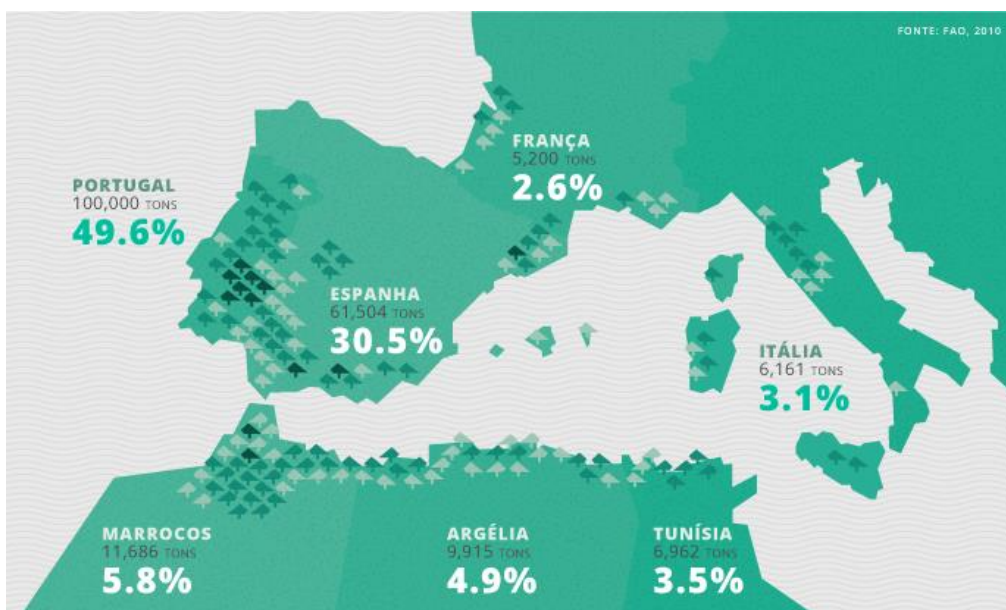 FONTE: FAO, 2010
FRANÇA
5,200 TONS
2.6%
PORTUGAL
100,000 TONS
49.6%
ESPANHA
61,504 TONS
30.5%
ITÁLIA
6,161 TONS
3.1%
MARROCOS
11,686 TONS
5.8%
ARGÉLIA
9,915 TONS
4.9%
TUNÍSIA
6,962 TONS
3.5%